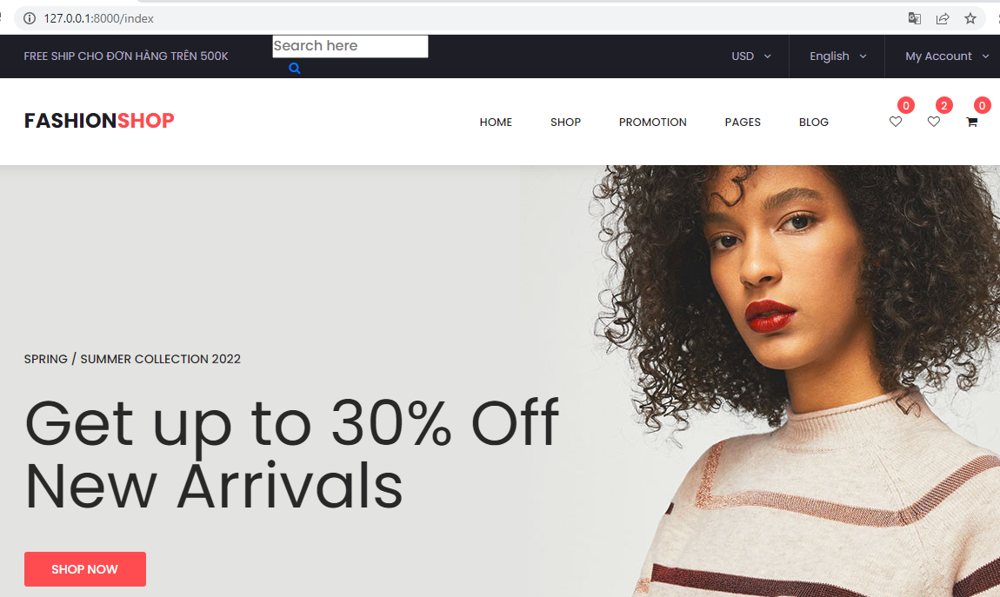 127.0.0.1:8000/index
FREE SHIP CHO ĐƠN HÀNG TRÊN 500K
Search here
USD
English
My Account
FASHIONSHOP
HOME
SHOP
PROMOTION
PAGES
BLOG
0
2
0
SPRING / SUMMER COLLECTION 2022
Get up to 30% Off
New Arrivals
SHOP NOW